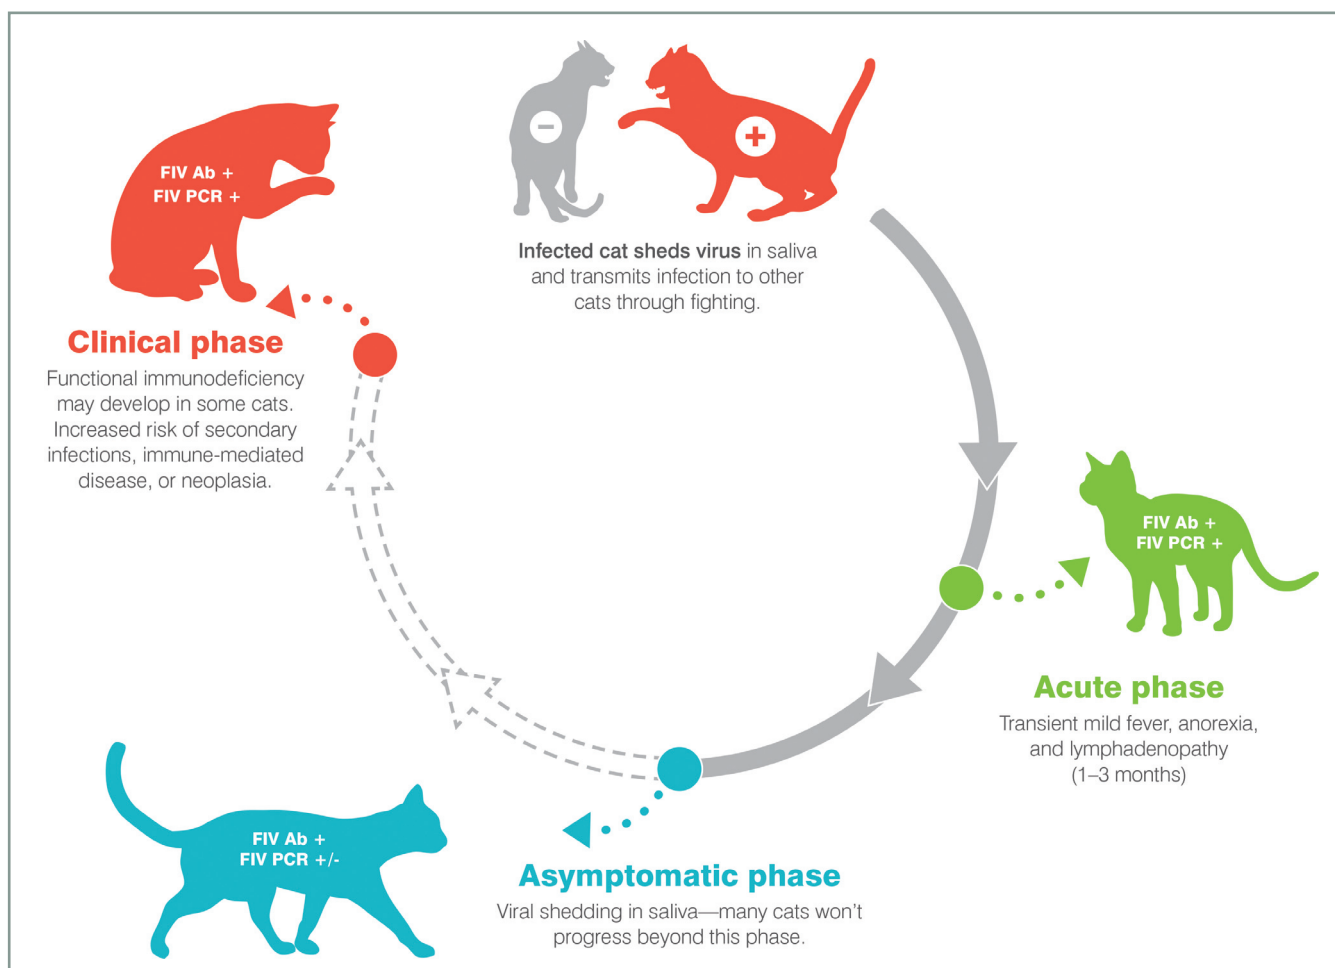 −
+
Infected cat sheds virus in saliva
and transmits infection to other
cats through fighting.
FIV Ab +
FIV PCR +
Clinical phase
Functional immunodeficiency
may develop in some cats.
Increased risk of secondary
infections, immune-mediated
disease, or neoplasia.
FIV Ab +
FIV PCR +
Acute phase
Transient mild fever, anorexia,
and lymphadenopathy
(1–3 months)
FIV Ab +
FIV PCR +/-
Asymptomatic phase
Viral shedding in saliva—many cats won’t
progress beyond this phase.